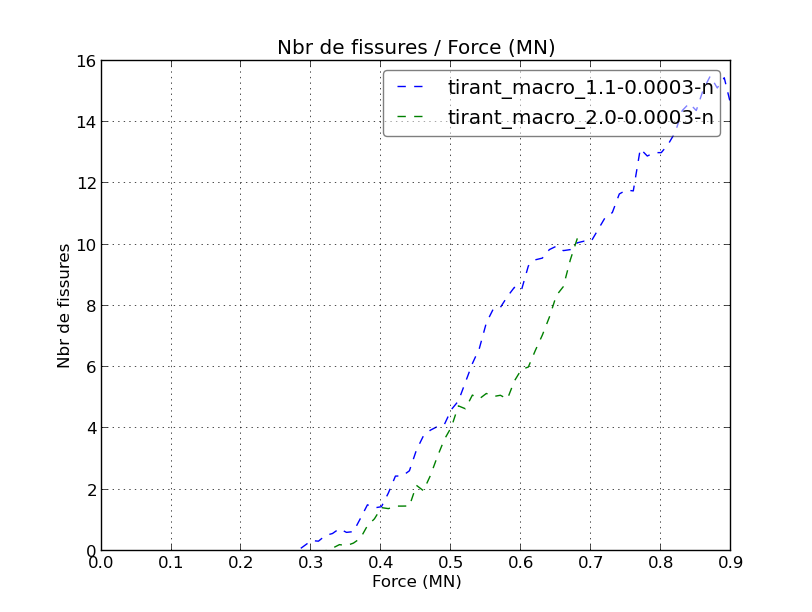 Nbr de fissures / Force (MN)
tirant_macro_1.1-0.0003-n
tirant_macro_2.0-0.0003-n
Nbr de fissures
16
14
12
10
8
6
4
2
0
0.0 0.1 0.2 0.3 0.4 0.5 0.6 0.7 0.8 0.9
Force (MN)